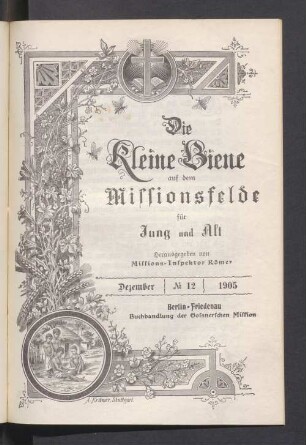 Die
Kleine Biene
auf dem
Missionsfelde
für
Jung und Alt
Herausgegeben von
Missions-Inspektor Römer
Dezember | № 12 | 1905
Berlin-Friedenau
Buchhandlung der Goßnerschen Mission